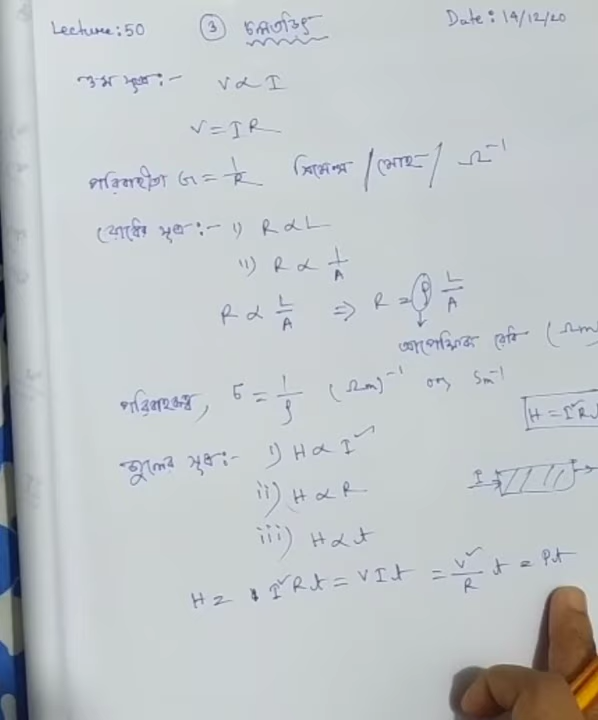 Lecture: 50 ③ চলতড়িৎ Date: 14/12/20
ওহম সূত্র:- V ∝ I
V = IR
পরিবাহীতা G = 1/R সিমেন্স / মোহ / Ω⁻¹
রোধের সূত্র:- i) R ∝ L
ii) R ∝ 1/A
R ∝ L/A ⇒ R = ρ L/A
আপেক্ষিক রোধ (Ωm)
পরিবাহকত্ব, σ = 1/ρ (Ωm)⁻¹ or, Sm⁻¹
H = I²R
জুলের সূত্র:- i) H ∝ I²
ii) H ∝ R I
iii) H ∝ t
H = I²Rt = VIt = V²/R t = Pt